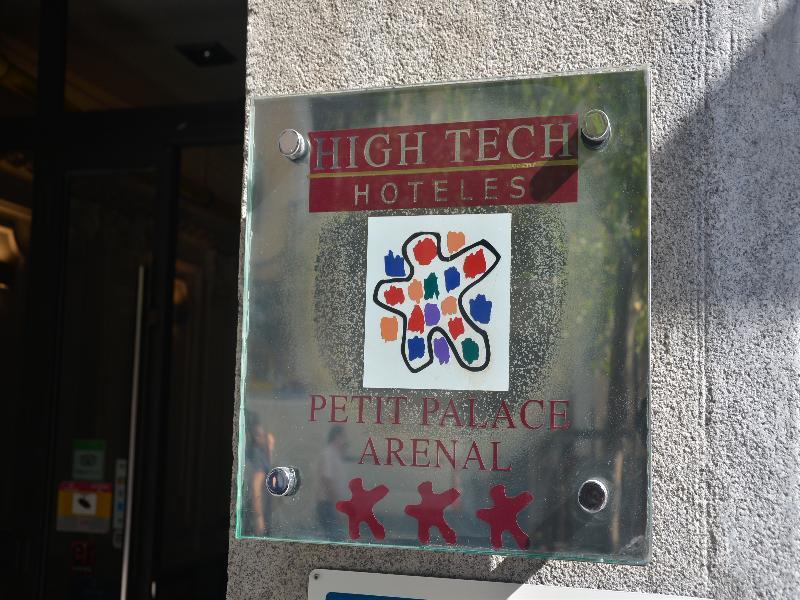 HIGH TECH
HOTELES
PETIT PALACE
ARENAL